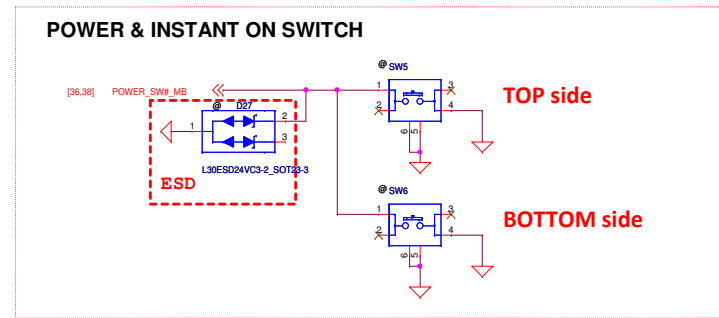 POWER & INSTANT ON SWITCH
@ SW5
1
3
2
4
6
5
TOP side
[36,38] POWER_SW#_MB
@ D27
2
1
3
L30ESD24VC3-2_SOT23-3
ESD
@ SW6
1
3
2
4
6
5
BOTTOM side